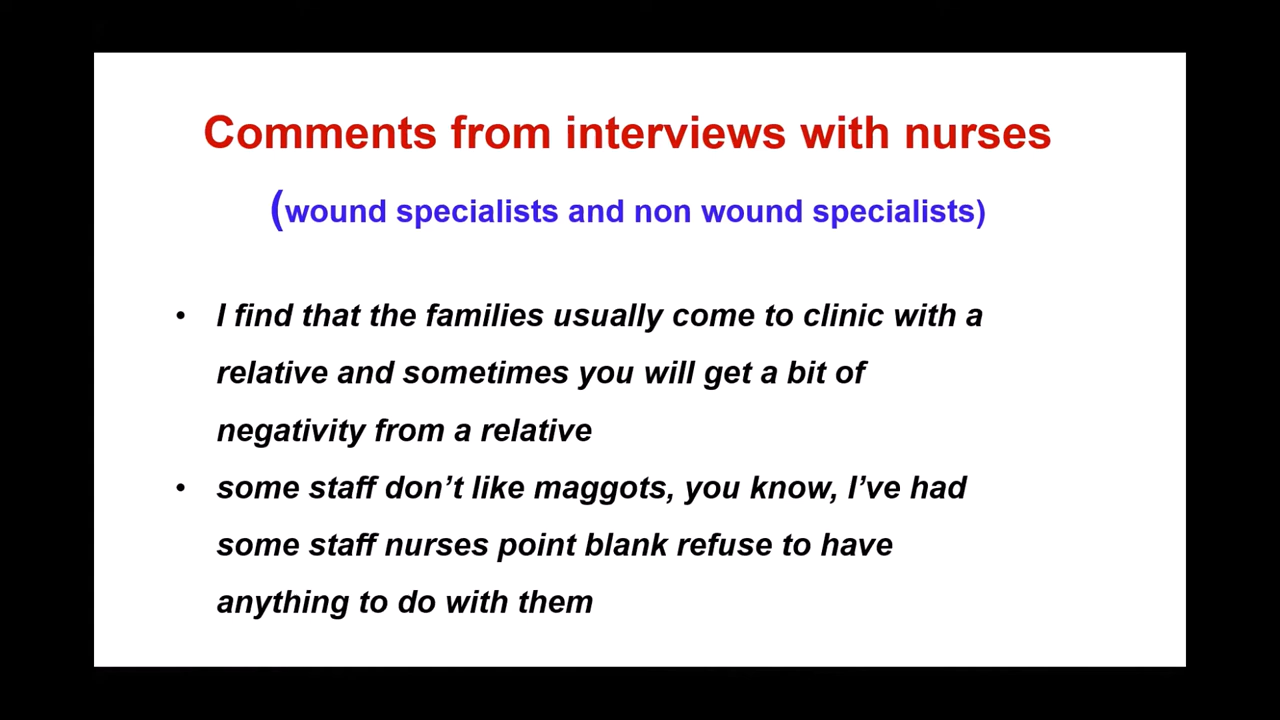 Comments from interviews with nurses
(wound specialists and non wound specialists)
• I find that the families usually come to clinic with a
relative and sometimes you will get a bit of
negativity from a relative
• some staff don’t like maggots, you know, I’ve had
some staff nurses point blank refuse to have
anything to do with them